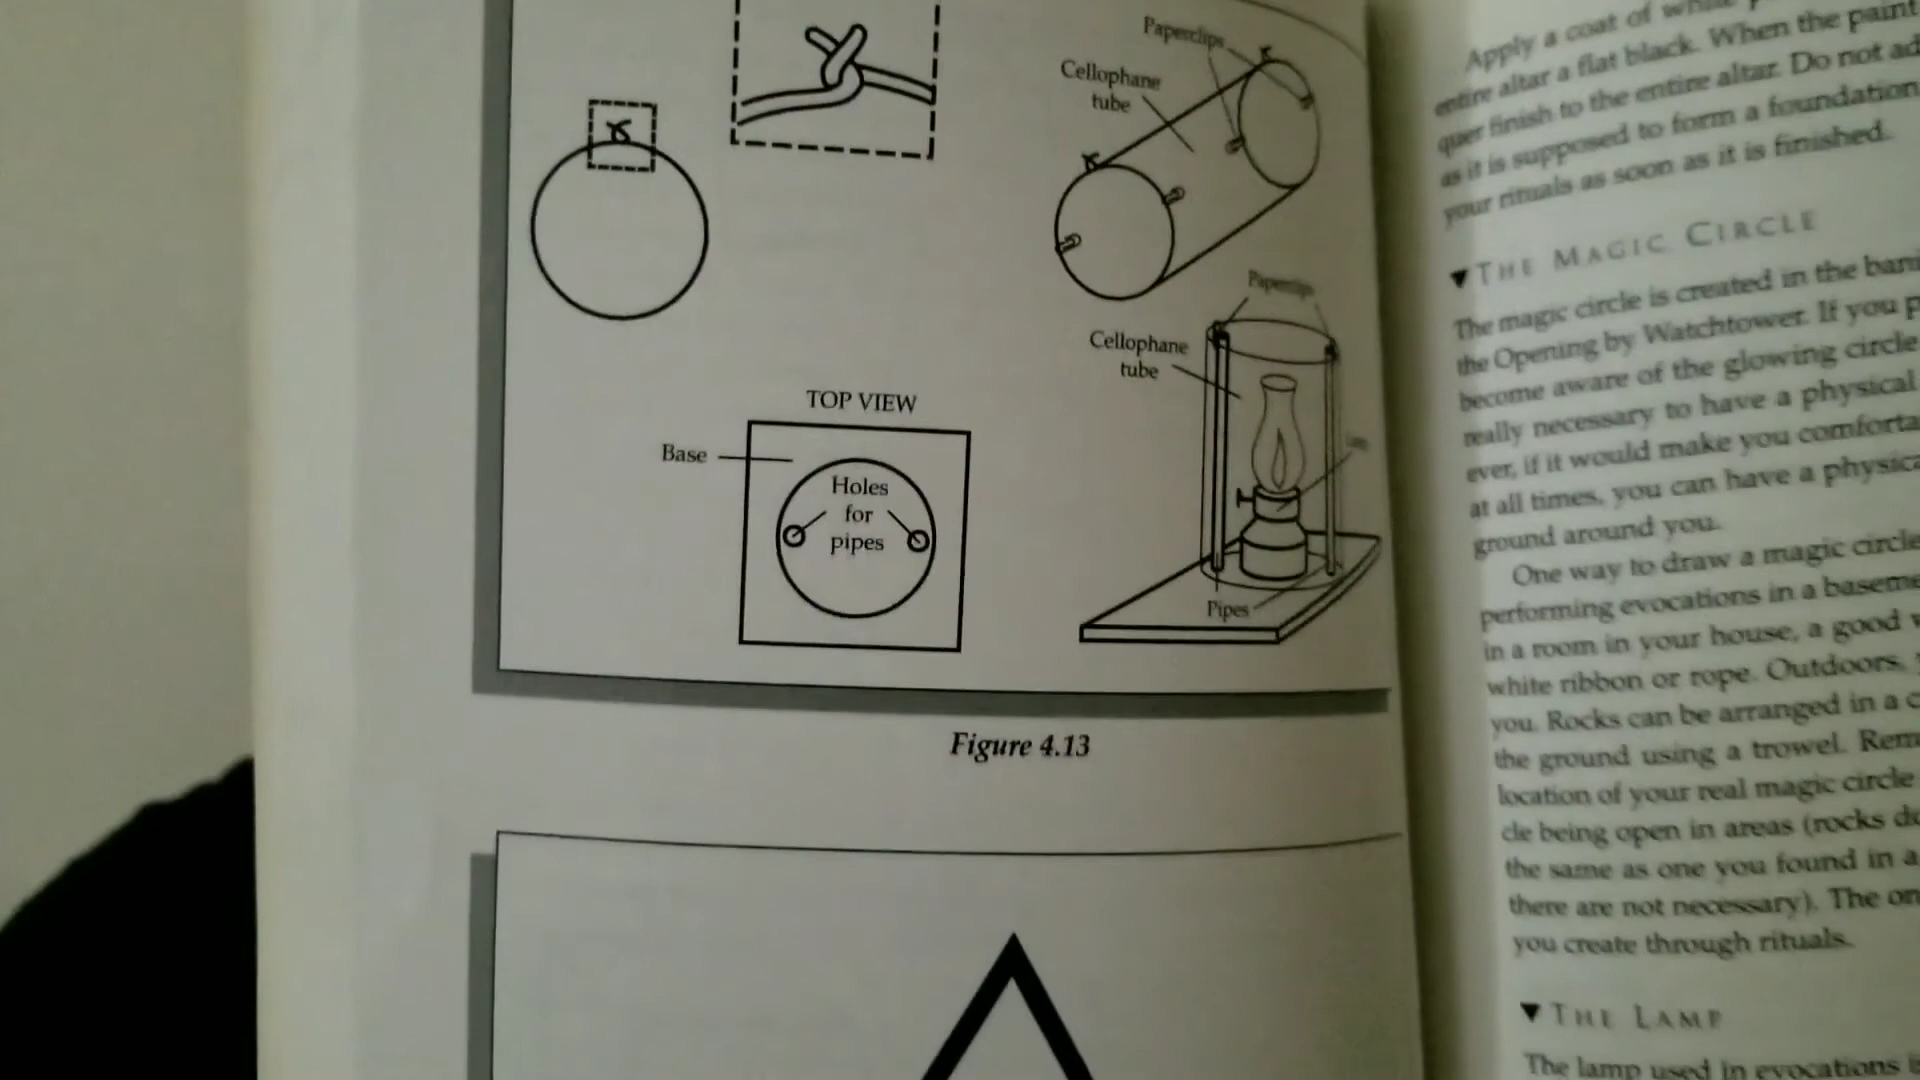 Paperclips
Cellophane
tube
Paperclips
Cellophane
tube
TOP VIEW
Base
Holes
for
pipes
Pipes
Figure 4.13
Apply a coat of white
entire altar a flat black. When the paint
quer finish to the entire altar. Do not ad
as it is supposed to form a foundation
your rituals as soon as it is finished.
▼ THE MAGIC CIRCLE
The magic circle is created in the bani
the Opening by Watchtower. If you p
become aware of the glowing circle
really necessary to have a physical
ever, if it would make you comforta
at all times, you can have a physica
ground around you.
One way to draw a magic circle
performing evocations in a baseme
in a room in your house, a good w
white ribbon or rope. Outdoors,
you. Rocks can be arranged in a c
the ground using a trowel. Rem
location of your real magic circle
cle being open in areas (rocks do
the same as one you found in a
there are not necessary). The on
you create through rituals.
▼ THE LAMP
The lamp used in evocations is